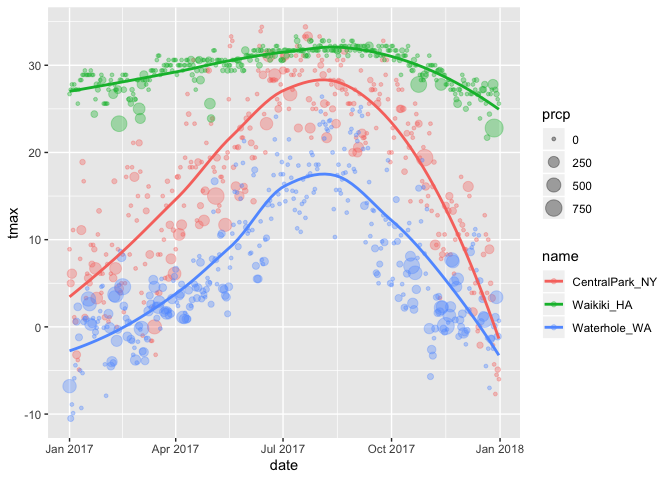 tmax
30
20
10
0
-10
Jan 2017 Apr 2017 Jul 2017 Oct 2017 Jan 2018
date
prcp
0
250
500
750
name
CentralPark_NY
Waikiki_HA
Waterhole_WA